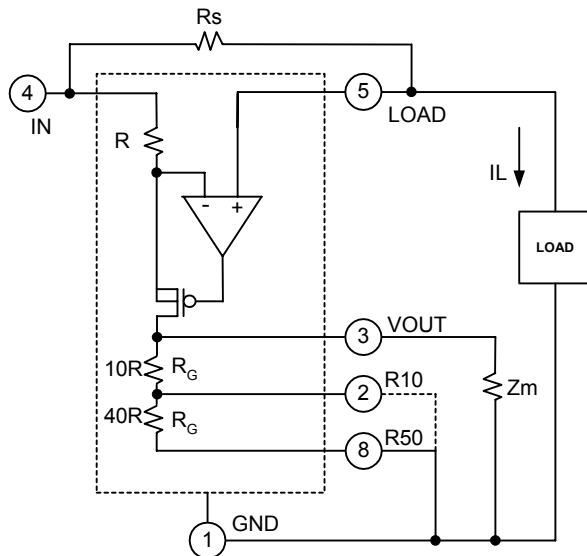 Rs
4
IN
5
LOAD
R
- +
IL
LOAD
3
VOUT
10R
RG
2
R10
Zm
40R
RG
8
R50
1
GND